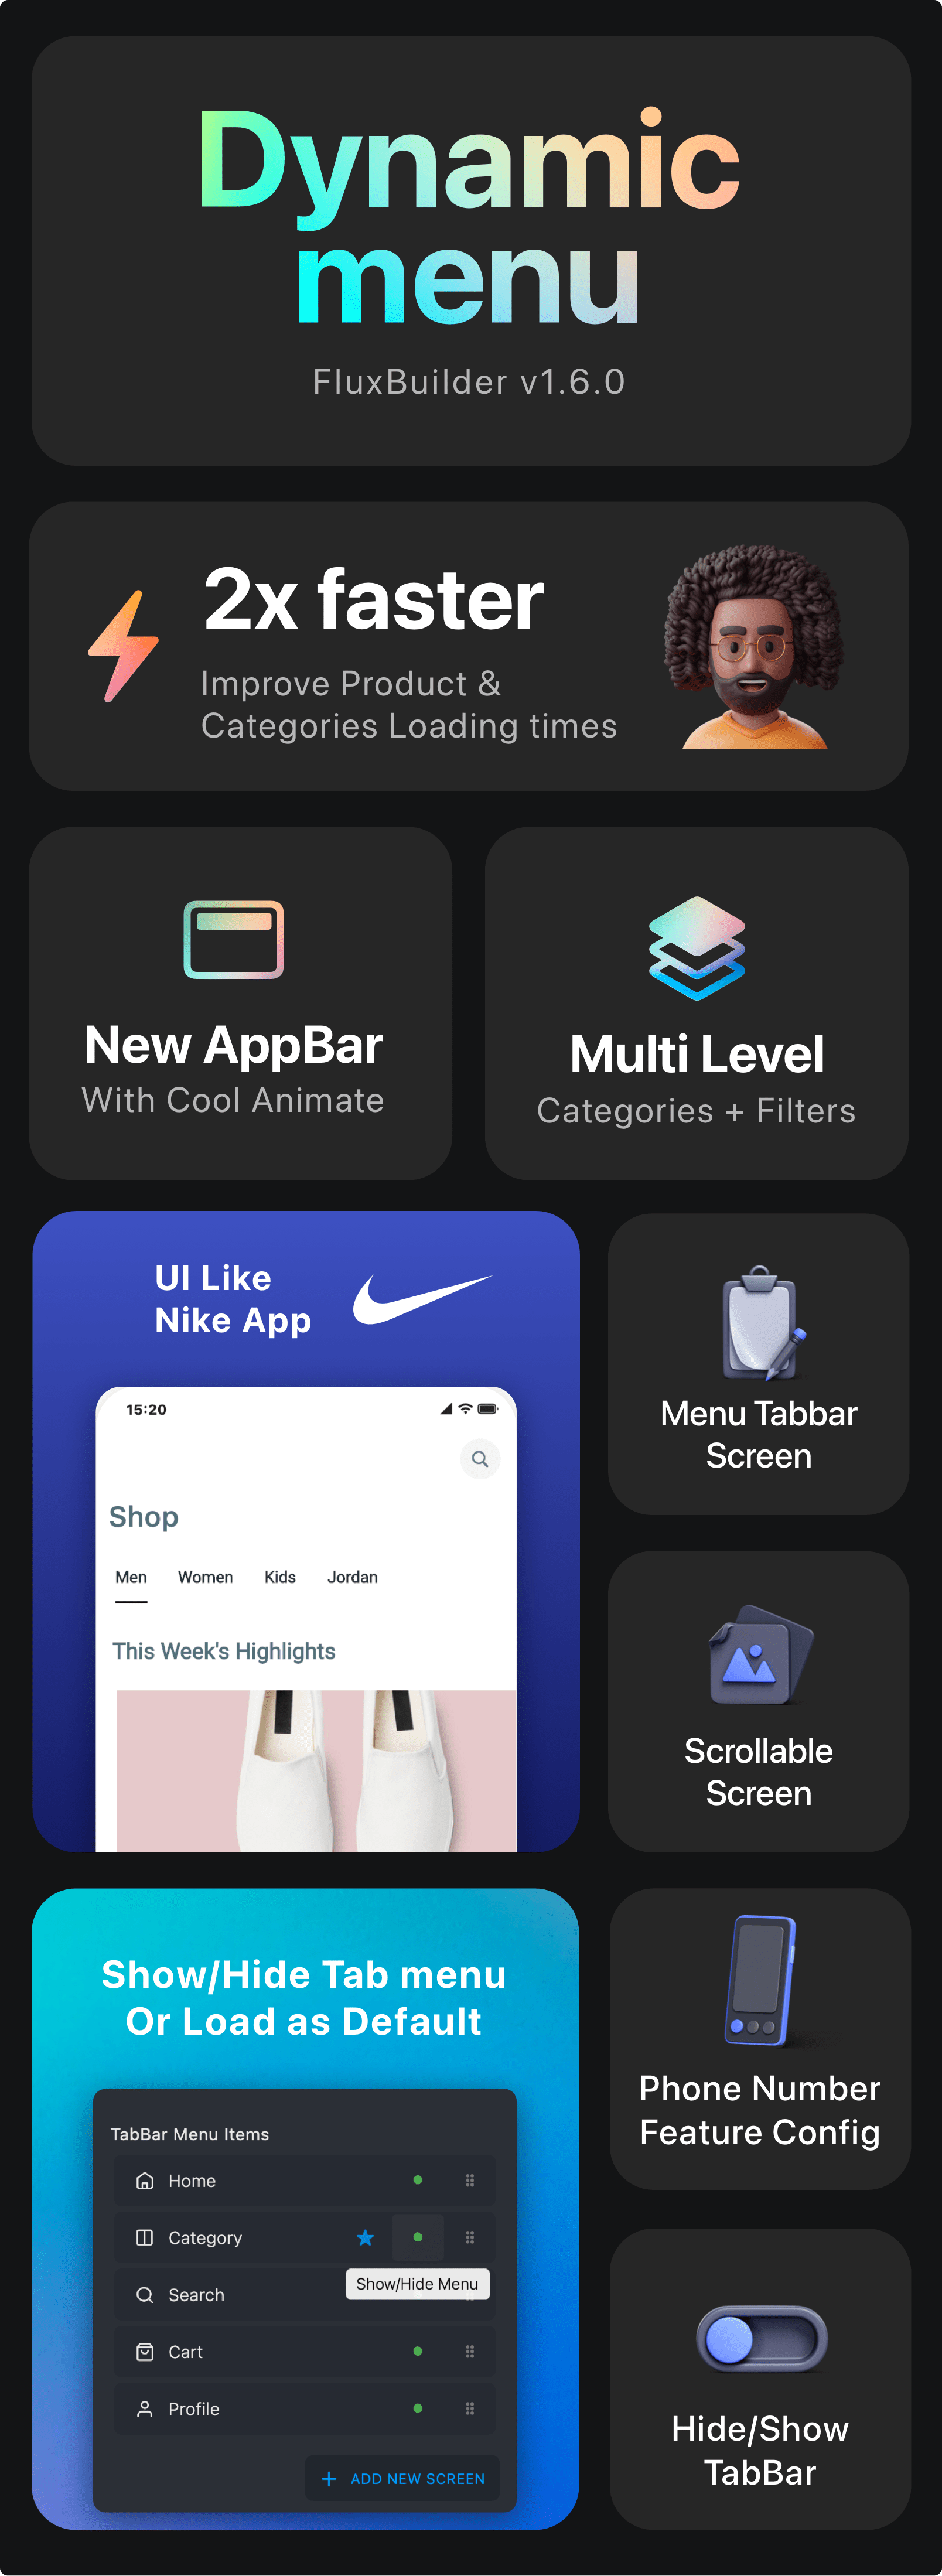 Dynamic
menu
FluxBuilder v1.6.0
2x faster
Improve Product &
Categories Loading times
New AppBar
With Cool Animate
Multi Level
Categories + Filters
UI Like
Nike App
15:20
Shop
Men Women Kids Jordan
This Week's Highlights
Menu Tabbar
Screen
Scrollable
Screen
Show/Hide Tab menu
Or Load as Default
TabBar Menu Items
Home
Category
Show/Hide Menu
Search
Cart
Profile
ADD NEW SCREEN
Phone Number
Feature Config
Hide/Show
TabBar